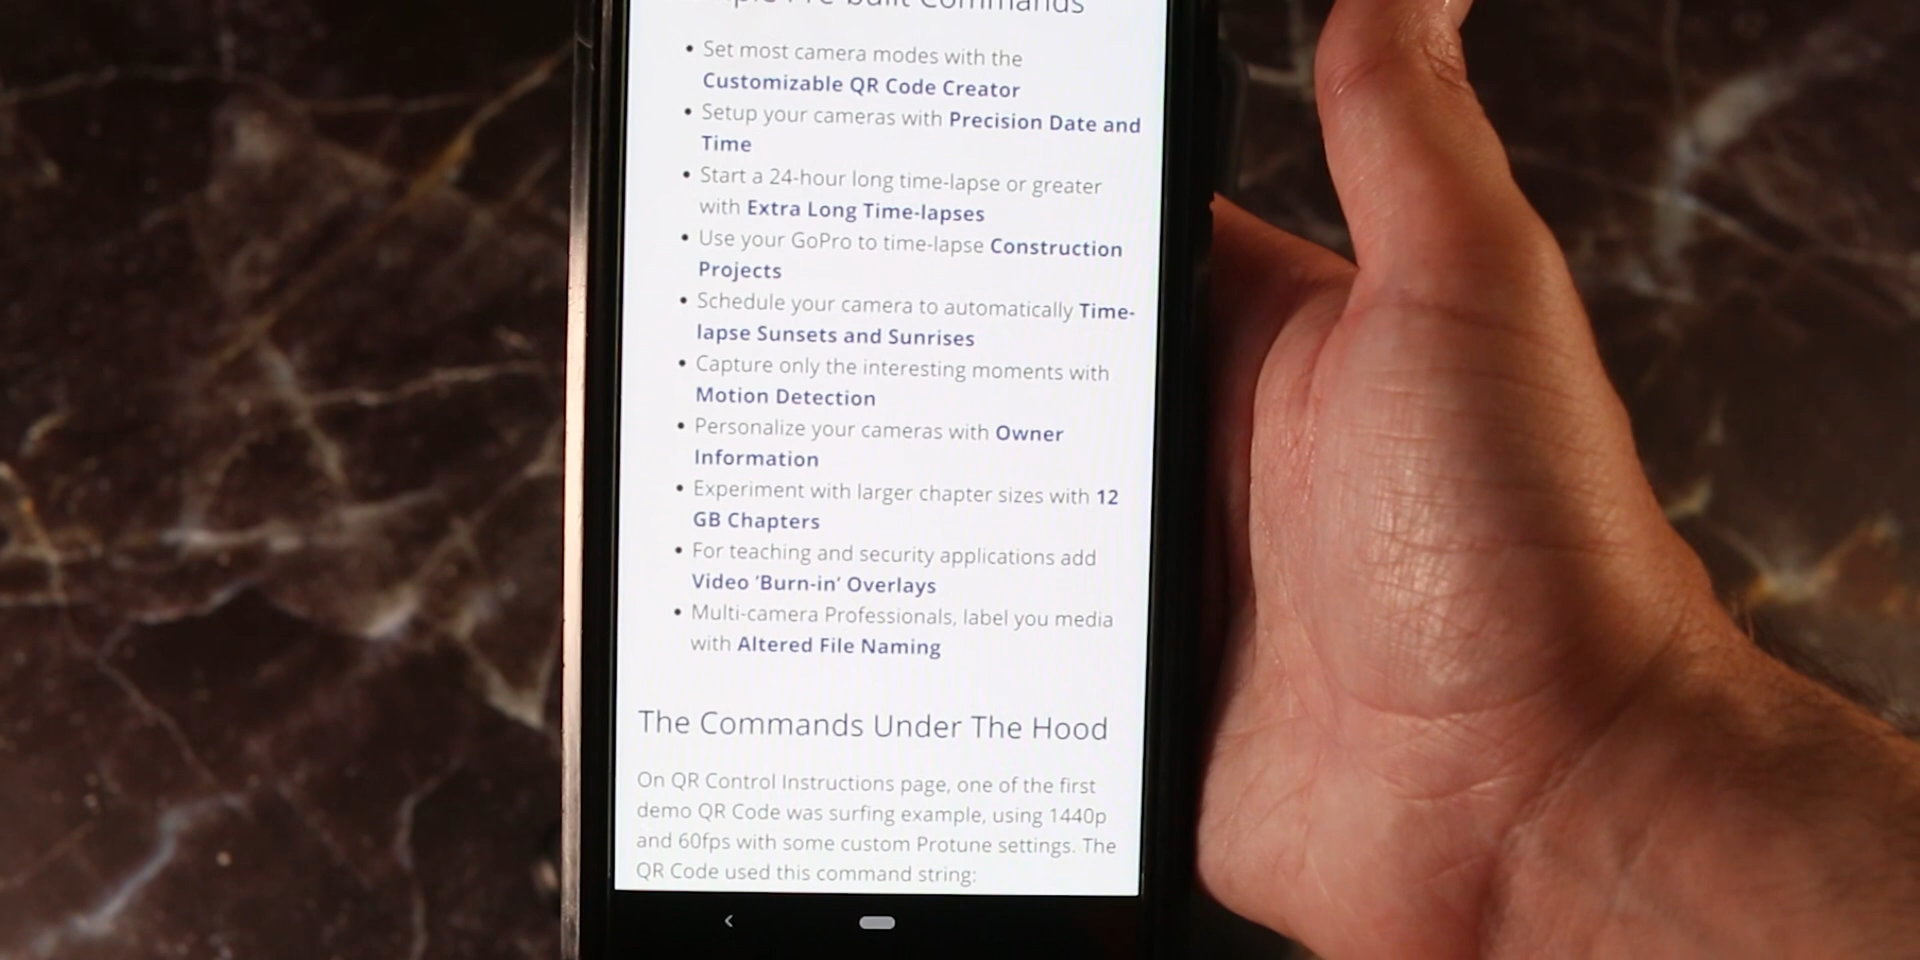 Pre-built Commands
• Set most camera modes with the
Customizable QR Code Creator
• Setup your cameras with Precision Date and
Time
• Start a 24-hour long time-lapse or greater
with Extra Long Time-lapses
• Use your GoPro to time-lapse Construction
Projects
• Schedule your camera to automatically Time-
lapse Sunsets and Sunrises
• Capture only the interesting moments with
Motion Detection
• Personalize your cameras with Owner
Information
• Experiment with larger chapter sizes with 12
GB Chapters
• For teaching and security applications add
Video ‘Burn-in’ Overlays
• Multi-camera Professionals, label you media
with Altered File Naming
The Commands Under The Hood
On QR Control Instructions page, one of the first
demo QR Code was surfing example, using 1440p
and 60fps with some custom Protune settings. The
QR Code used this command string: